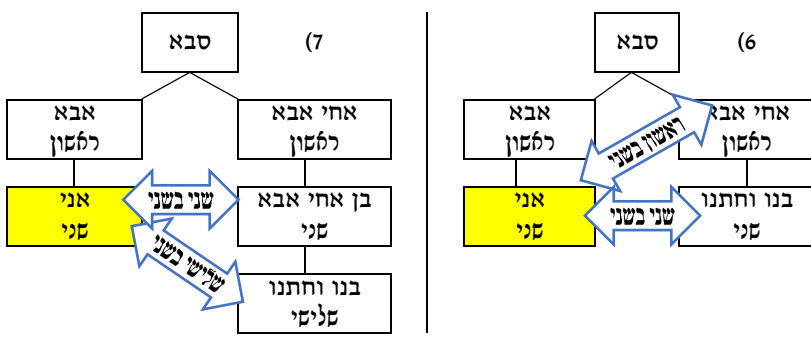 (6
סבא
אחי אבא
ראשון
אבא
ראשון
ראשון בשני
בנו וחתנו
שני
שני בשני
אני
שני
(7
סבא
אחי אבא
ראשון
אבא
ראשון
בן אחי אבא
שני
שני בשני
אני
שני
שלישי בשני
בנו וחתנו
שלישי